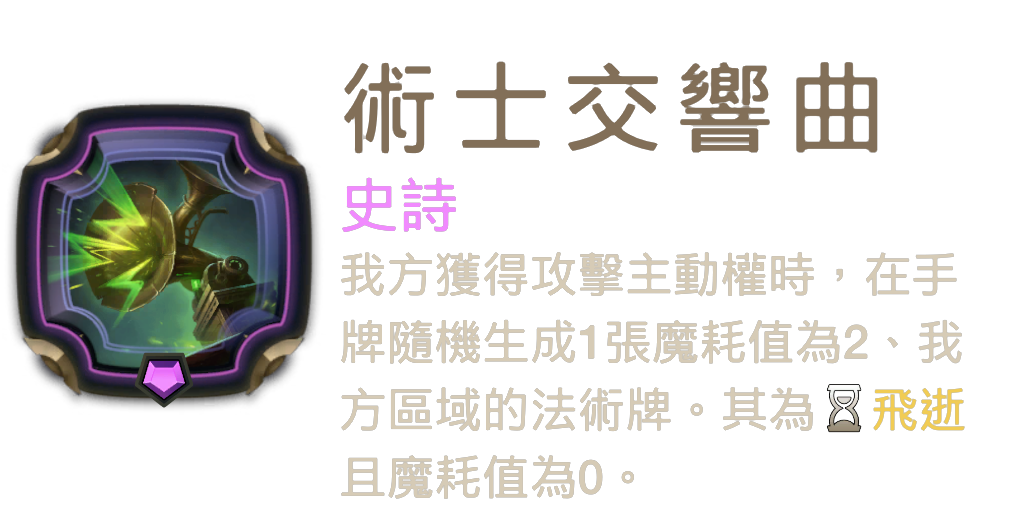 術士交響曲
史詩
我方獲得攻擊主動權時，在手
牌隨機生成1張魔耗值為2、我
方區域的法術牌。其為飛逝
且魔耗值為0。